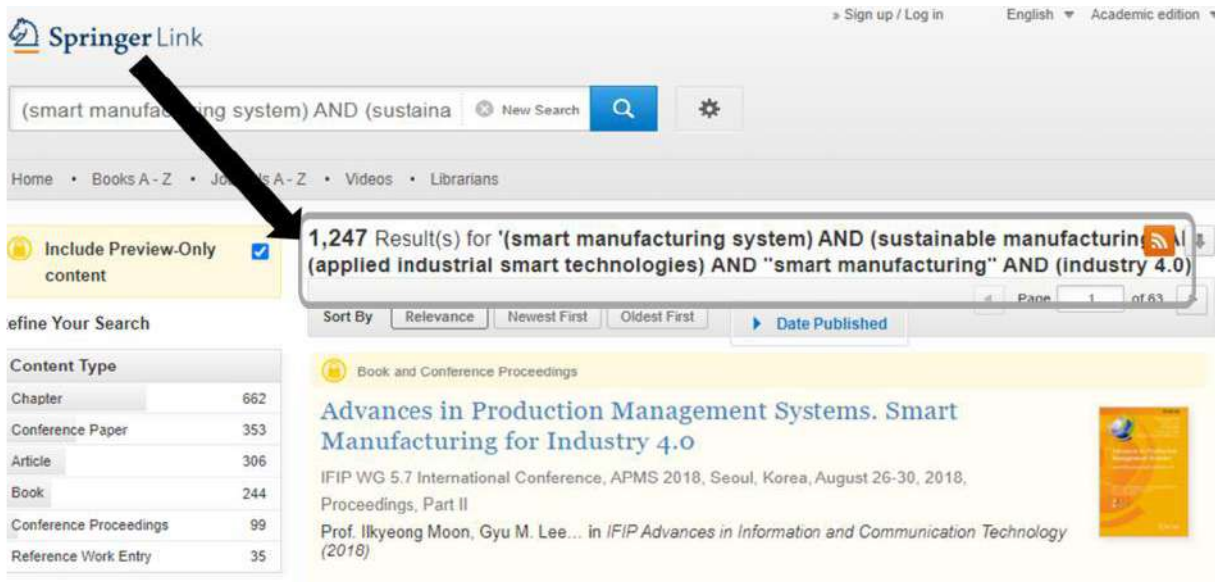 » Sign up / Log in English Academic edition
Springer Link
(smart manufacturing system) AND (sustaina New Search
Home • Books A - Z • Journals A - Z • Videos • Librarians
Include Preview-Only
content
1,247 Result(s) for '(smart manufacturing system) AND (sustainable manufacturing
(applied industrial smart technologies) AND "smart manufacturing" AND (industry 4.0)
Page 1 of 63
efine Your Search
Sort By Relevance Newest First Oldest First Date Published
Content Type
Chapter 662
Conference Paper 353
Article 306
Book 244
Conference Proceedings 99
Reference Work Entry 35
Book and Conference Proceedings
Advances in Production Management Systems. Smart
Manufacturing for Industry 4.0
IFIP WG 5.7 International Conference, APMS 2018, Seoul, Korea, August 26-30, 2018,
Proceedings, Part II
Prof. Ilkyeong Moon, Gyu M. Lee... in IFIP Advances in Information and Communication Technology
(2018)